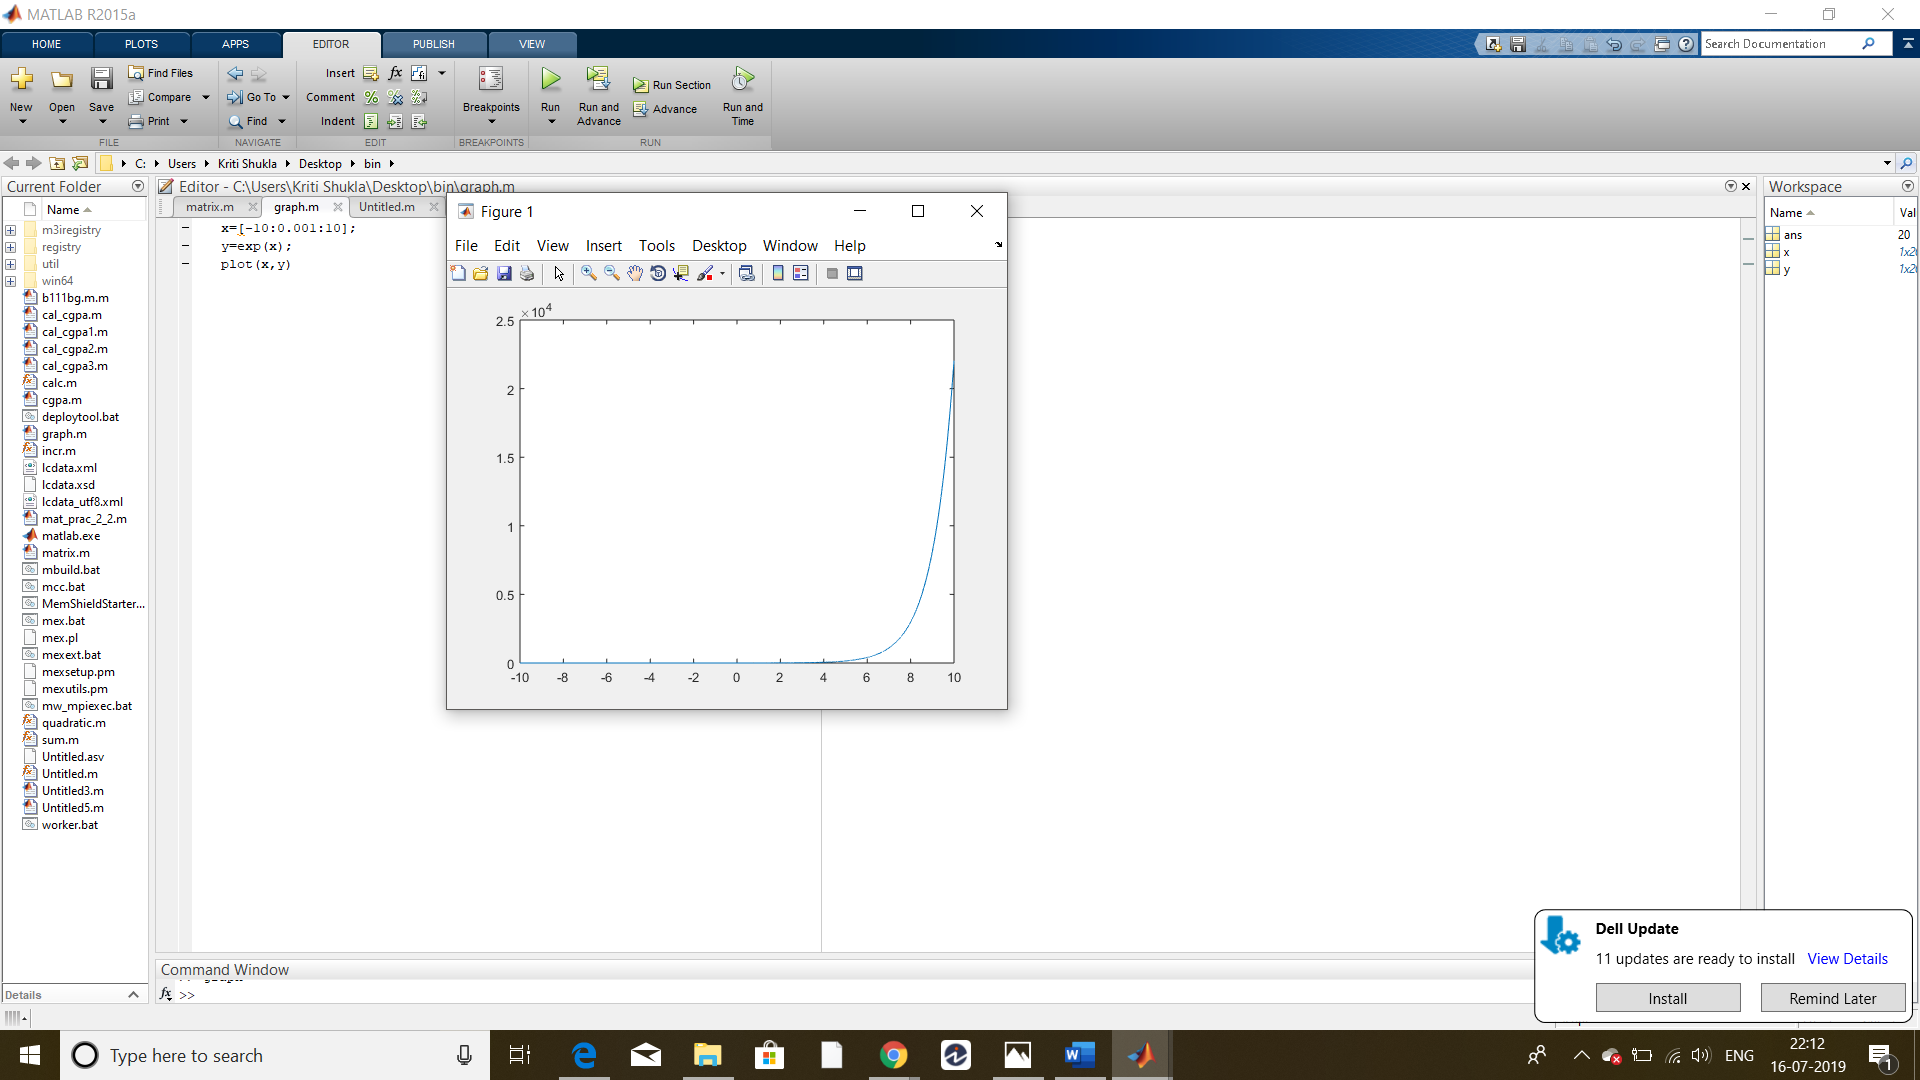 MATLAB R2015a
HOME PLOTS APPS EDITOR PUBLISH VIEW
Search Documentation
New Open Save
Find Files
Compare
Print
FILE
Go To
Find
NAVIGATE
Insert fx
Comment
Indent
EDIT
Breakpoints
BREAKPOINTS
Run
Run and Advance
Run Section
Advance
Run and Time
RUN
C: Users Kriti Shukla Desktop bin
Current Folder
Name
m3iregistry
registry
util
win64
b111bg.m.m
cal_cgpa.m
cal_cgpa1.m
cal_cgpa2.m
cal_cgpa3.m
calc.m
cgpa.m
deploytool.bat
graph.m
incr.m
lcdata.xml
lcdata.xsd
lcdata_utf8.xml
mat_prac_2_2.m
matlab.exe
matrix.m
mbuild.bat
mcc.bat
MemShieldStarter...
mex.bat
mex.pl
mexext.bat
mexsetup.pm
mexutils.pm
mw_mpiexec.bat
quadratic.m
sum.m
Untitled.asv
Untitled.m
Untitled3.m
Untitled5.m
worker.bat
Details
Editor - C:\Users\Kriti Shukla\Desktop\bin\graph.m
matrix.m graph.m Untitled.m
x=[-10:0.001:10];
y=exp(x);
plot(x,y)
Figure 1
File Edit View Insert Tools Desktop Window Help
×10^4
2.5
2
1.5
1
0.5
0
-10 -8 -6 -4 -2 0 2 4 6 8 10
Command Window
fx >>
Workspace
Name Val
ans 20
x 1x2
y 1x2
Dell Update
11 updates are ready to install View Details
Install Remind Later
Type here to search
ENG
22:12
16-07-2019
1